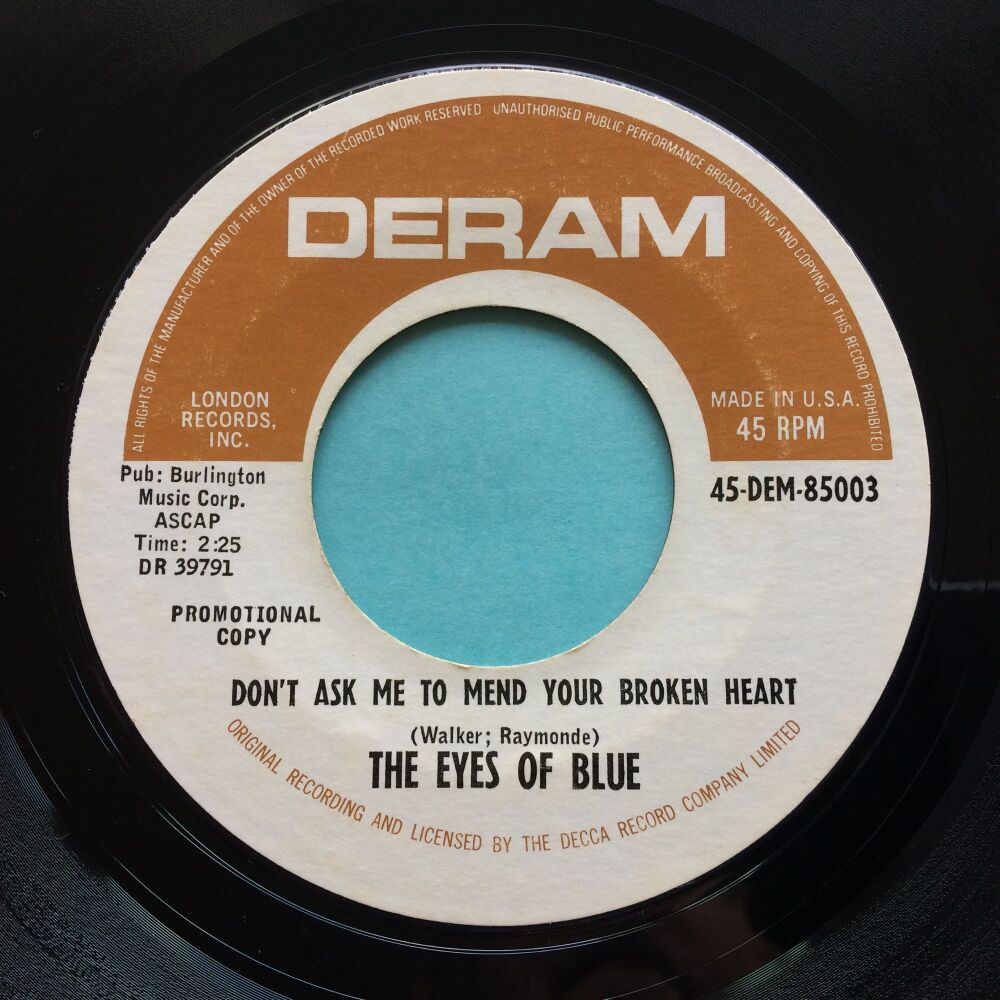 ALL RIGHTS OF THE MANUFACTURER AND OF THE OWNER OF THE RECORDED WORK RESERVED UNAUTHORISED PUBLIC PERFORMANCE BROADCASTING AND COPYING OF THIS RECORD PROHIBITED
DERAM
LONDON
RECORDS,
INC.
MADE IN U.S.A.
45 RPM
Pub: Burlington
Music Corp.
ASCAP
Time: 2:25
DR 39791
45-DEM-85003
PROMOTIONAL
COPY
DON'T ASK ME TO MEND YOUR BROKEN HEART
(Walker; Raymonde)
THE EYES OF BLUE
ORIGINAL RECORDING AND LICENSED BY THE DECCA RECORD COMPANY LIMITED